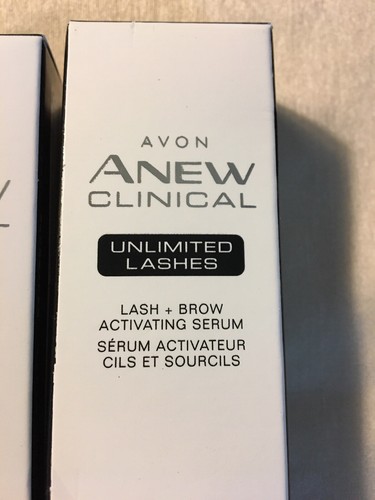 AVON
ANEW
CLINICAL
UNLIMITED
LASHES
LASH + BROW
ACTIVATING SERUM
SÉRUM ACTIVATEUR
CILS ET SOURCILS